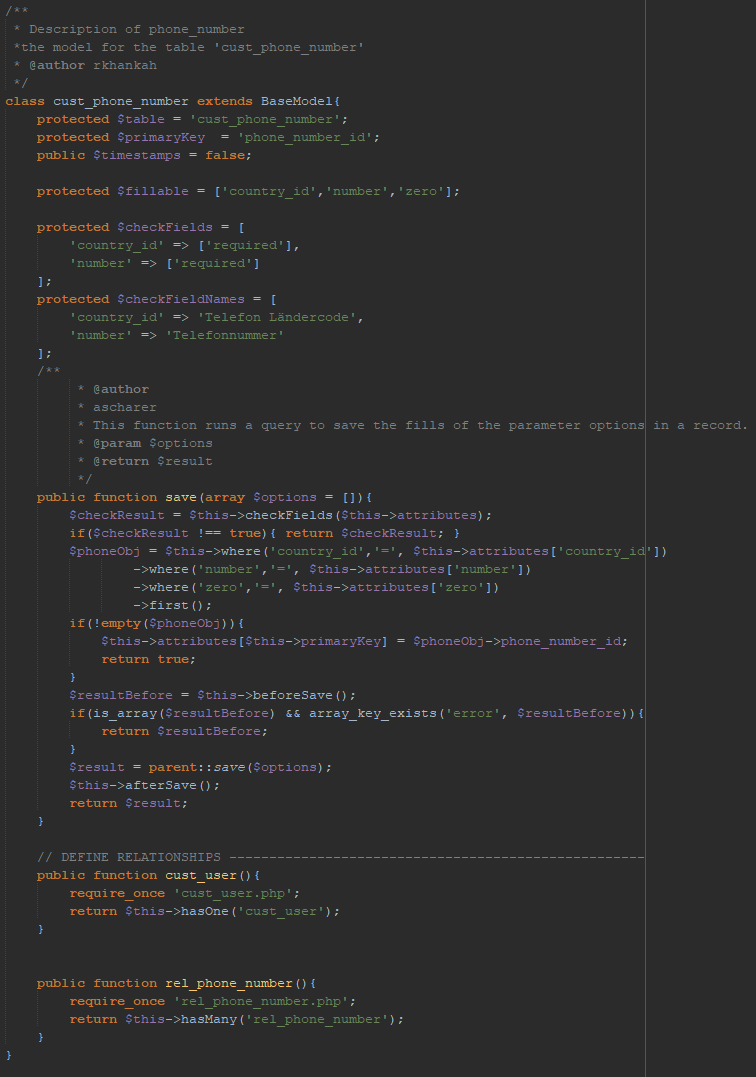 /**
 * Description of phone_number
 *the model for the table 'cust_phone_number'
 * @author rkhankah
 */
class cust_phone_number extends BaseModel{
    protected $table = 'cust_phone_number';
    protected $primaryKey  = 'phone_number_id';
    public $timestamps = false;

    protected $fillable = ['country_id','number','zero'];

    protected $checkFields = [
        'country_id' => ['required'],
        'number' => ['required']
    ];
    protected $checkFieldNames = [
        'country_id' => 'Telefon Ländercode',
        'number' => 'Telefonnummer'
    ];
    /**
         * @author
         * ascharer
         * This function runs a query to save the fills of the parameter options in a record.
         * @param $options
         * @return $result
         */
    public function save(array $options = []){
        $checkResult = $this->checkFields($this->attributes);
        if($checkResult !== true){ return $checkResult; }
        $phoneObj = $this->where('country_id','=', $this->attributes['country_id'])
                ->where('number','=', $this->attributes['number'])
                ->where('zero','=', $this->attributes['zero'])
                ->first();
        if(!empty($phoneObj)){
            $this->attributes[$this->primaryKey] = $phoneObj->phone_number_id;
            return true;
        }
        $resultBefore = $this->beforeSave();
        if(is_array($resultBefore) && array_key_exists('error', $resultBefore)){
            return $resultBefore;
        }
        $result = parent::save($options);
        $this->afterSave();
        return $result;
    }

    // DEFINE RELATIONSHIPS ----------------------------------------------------
    public function cust_user(){
        require_once 'cust_user.php';
        return $this->hasOne('cust_user');
    }


    public function rel_phone_number(){
        require_once 'rel_phone_number.php';
        return $this->hasMany('rel_phone_number');
    }
}